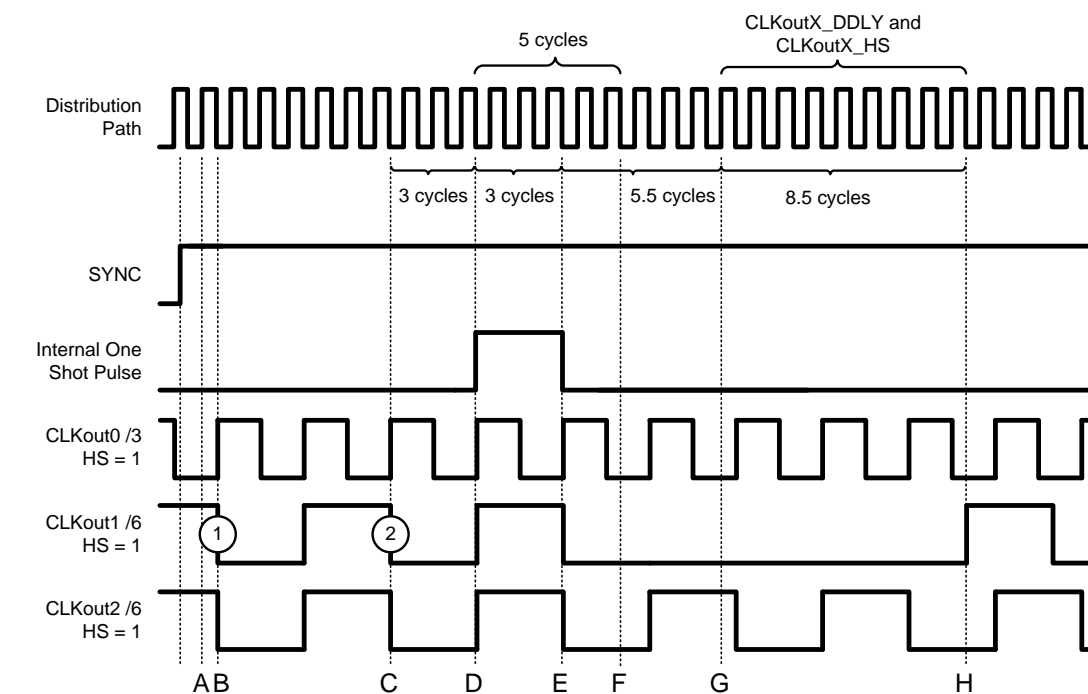 CLKoutX_DDLY and
CLKoutX_HS
5 cycles
Distribution
Path
3 cycles
3 cycles
5.5 cycles
8.5 cycles
SYNC
Internal One
Shot Pulse
CLKout0 /3
HS = 1
CLKout1 /6
HS = 1
1
2
CLKout2 /6
HS = 1
A B C D E F G H